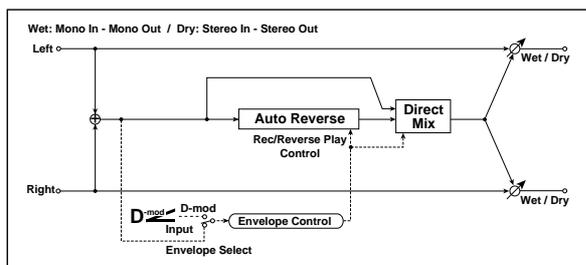 Wet: Mono In - Mono Out / Dry: Stereo In - Stereo Out
Left
Wet / Dry
Auto Reverse
Direct
Mix
Rec/Reverse Play
Control
Right
Wet / Dry
D-mod
D-mod
Input
Envelope Control
Envelope Select